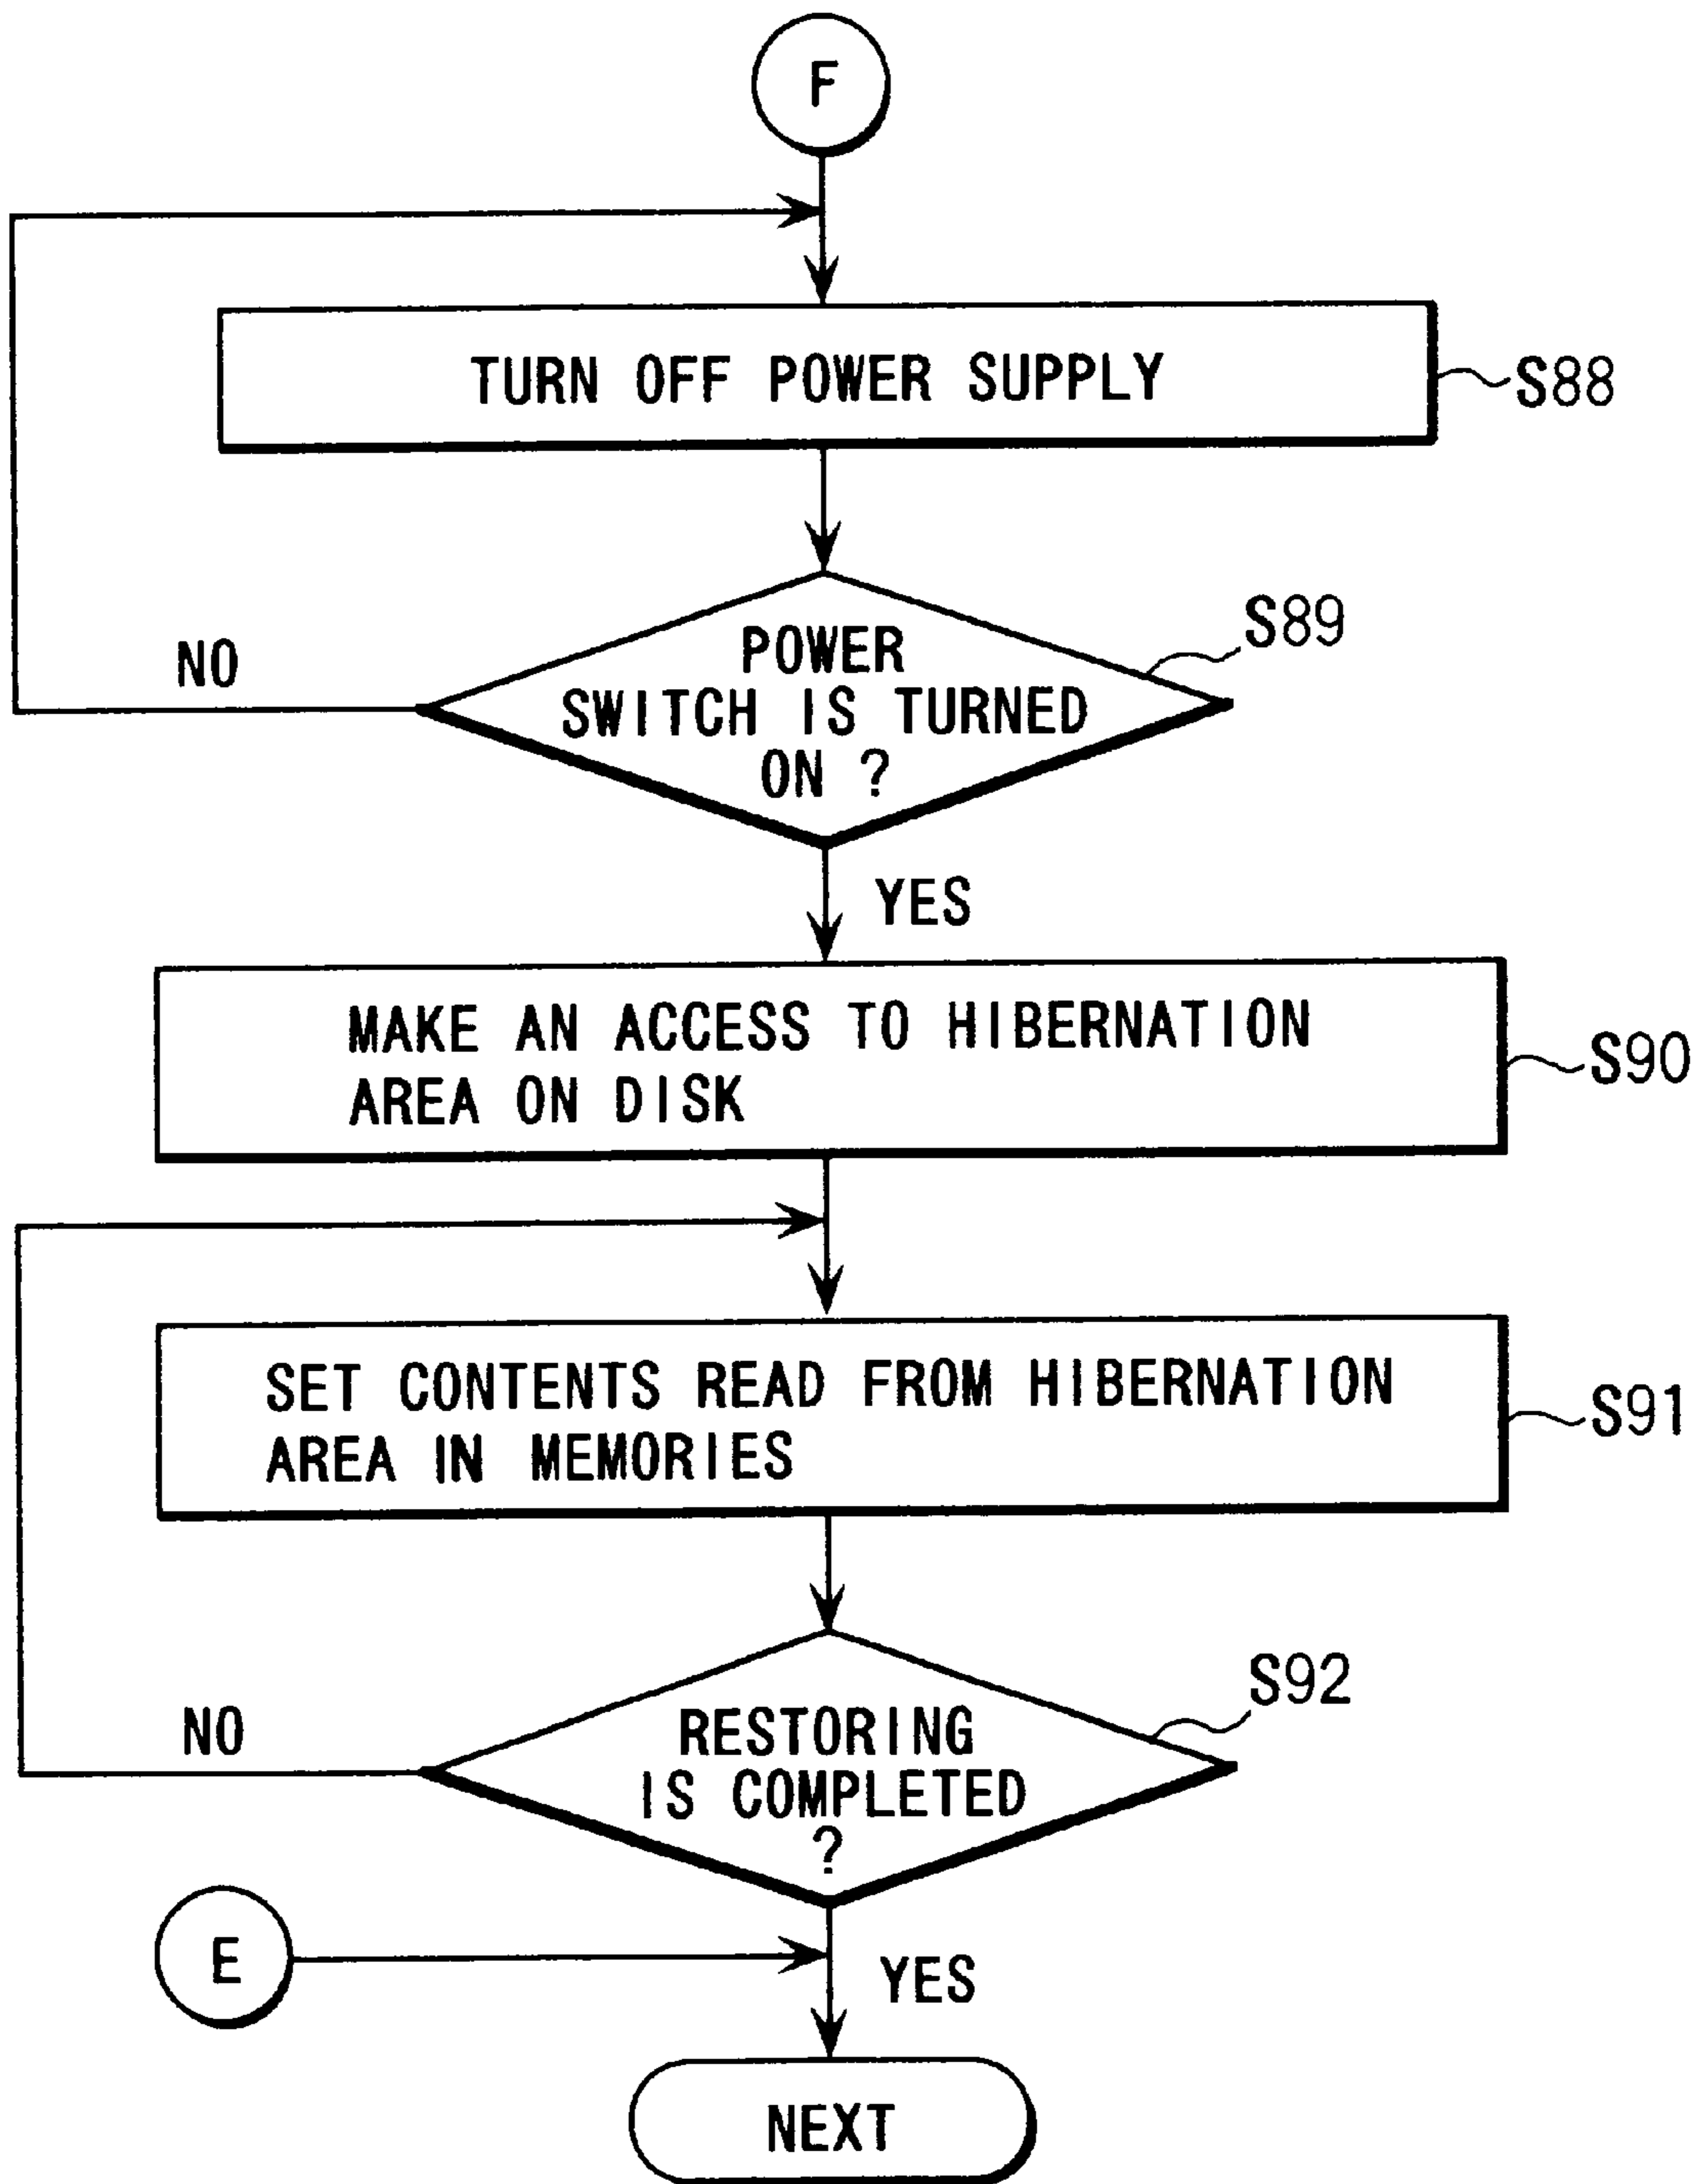 F
TURN OFF POWER SUPPLY
S88
S89
POWER
SWITCH IS TURNED
ON ?
NO
YES
MAKE AN ACCESS TO HIBERNATION
AREA ON DISK
S90
SET CONTENTS READ FROM HIBERNATION
AREA IN MEMORIES
S91
S92
RESTORING
IS COMPLETED
?
NO
E
YES
NEXT